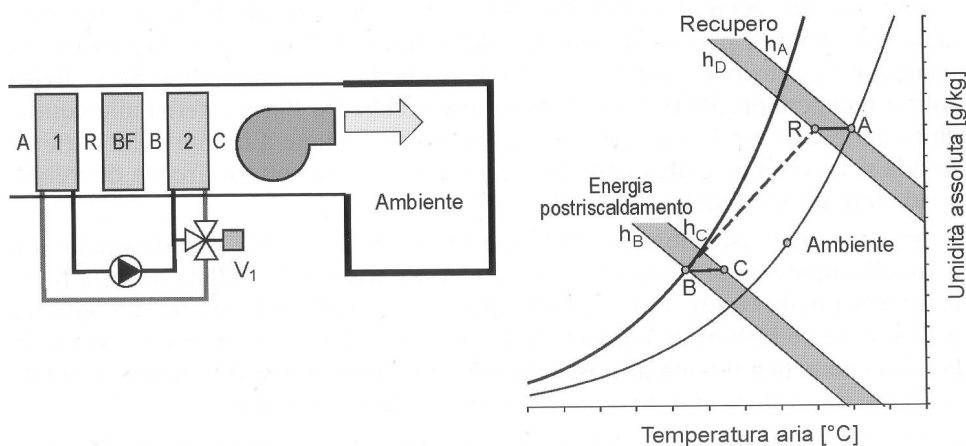 A 1 R BF B 2 C
Ambiente
V1
Recupero
hA
hD
R A
Energia
postriscaldamento
hC
hB
Ambiente
B C
Umidità assoluta [g/kg]
Temperatura aria [°C]